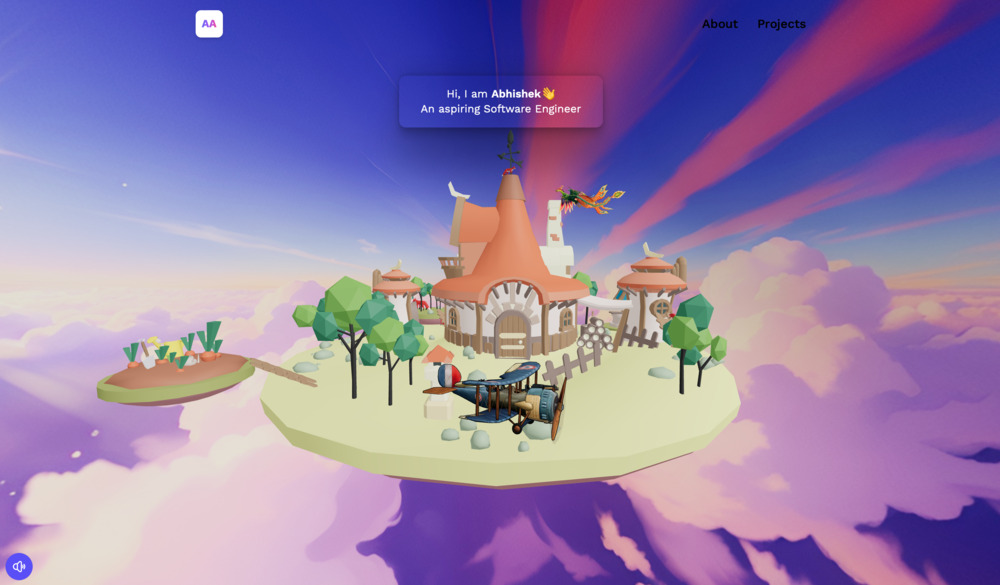 AA
About
Projects
Hi, I am Abhishek👋
An aspiring Software Engineer